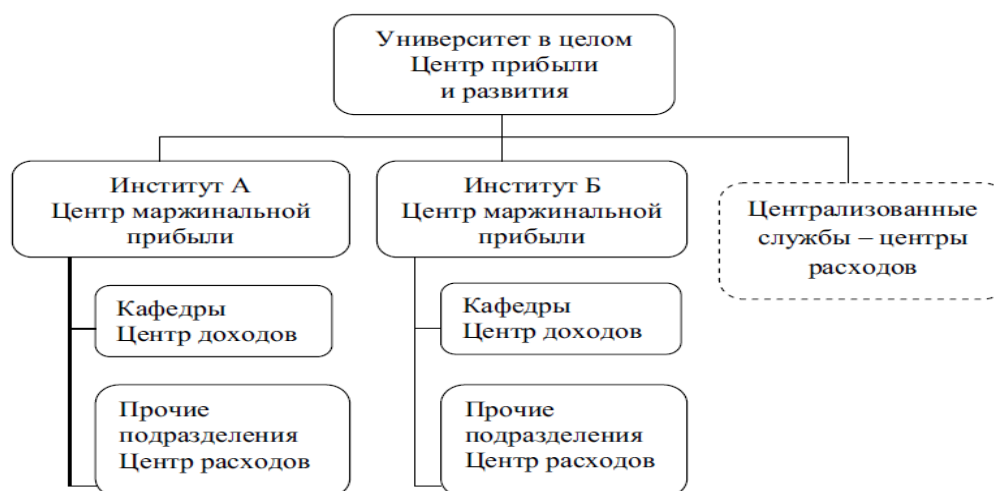 Университет в целом
Центр прибыли
и развития
Институт А
Центр маржинальной
прибыли
Институт Б
Центр маржинальной
прибыли
Централизованные
службы – центры
расходов
Кафедры
Центр доходов
Кафедры
Центр доходов
Прочие
подразделения
Центр расходов
Прочие
подразделения
Центр расходов